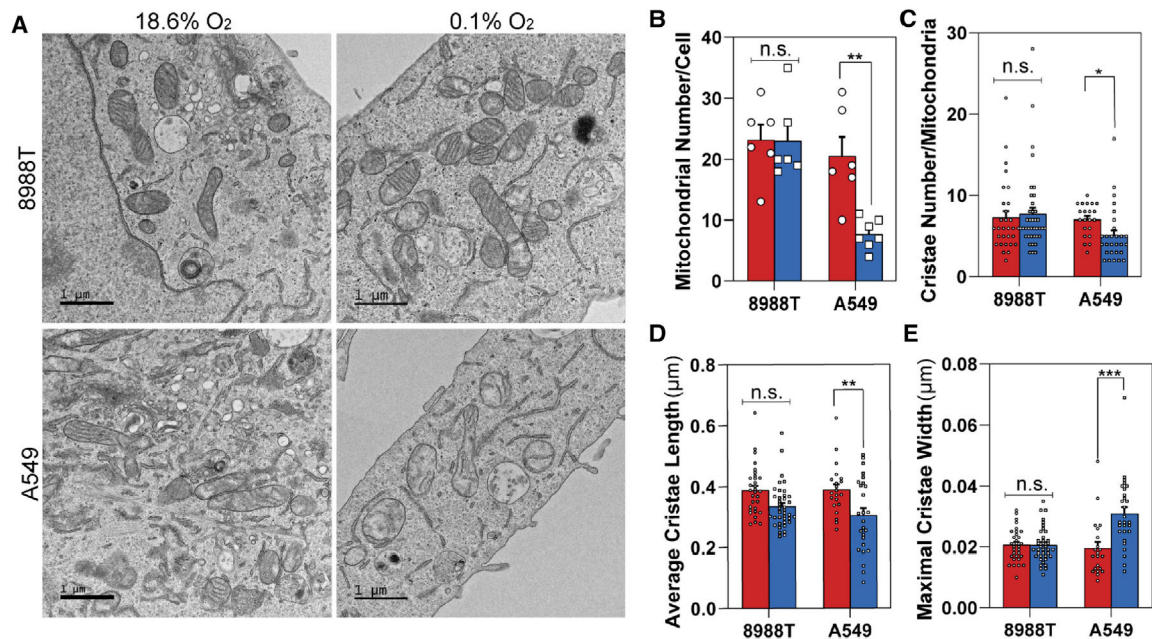 A
18.6% O₂
0.1% O₂
8988T
1 µm
1 µm
A549
1 µm
1 µm
B
Mitochondrial Number/Cell
40
30
20
10
0
n.s.
**
8988T
A549
C
Cristae Number/Mitochondria
30
20
10
0
n.s.
*
8988T
A549
D
Average Cristae Length (µm)
0.8
0.6
0.4
0.2
0.0
n.s.
**
8988T
A549
E
Maximal Cristae Width (µm)
0.08
0.06
0.04
0.02
0.00
n.s.
***
8988T
A549